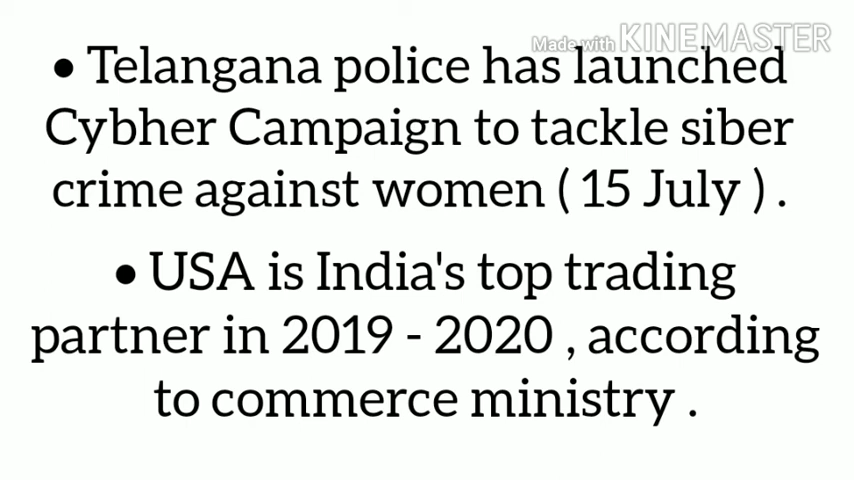 Made with KINEMASTER
• Telangana police has launched
Cybher Campaign to tackle siber
crime against women ( 15 July ) .
• USA is India's top trading
partner in 2019 - 2020 , according
to commerce ministry .